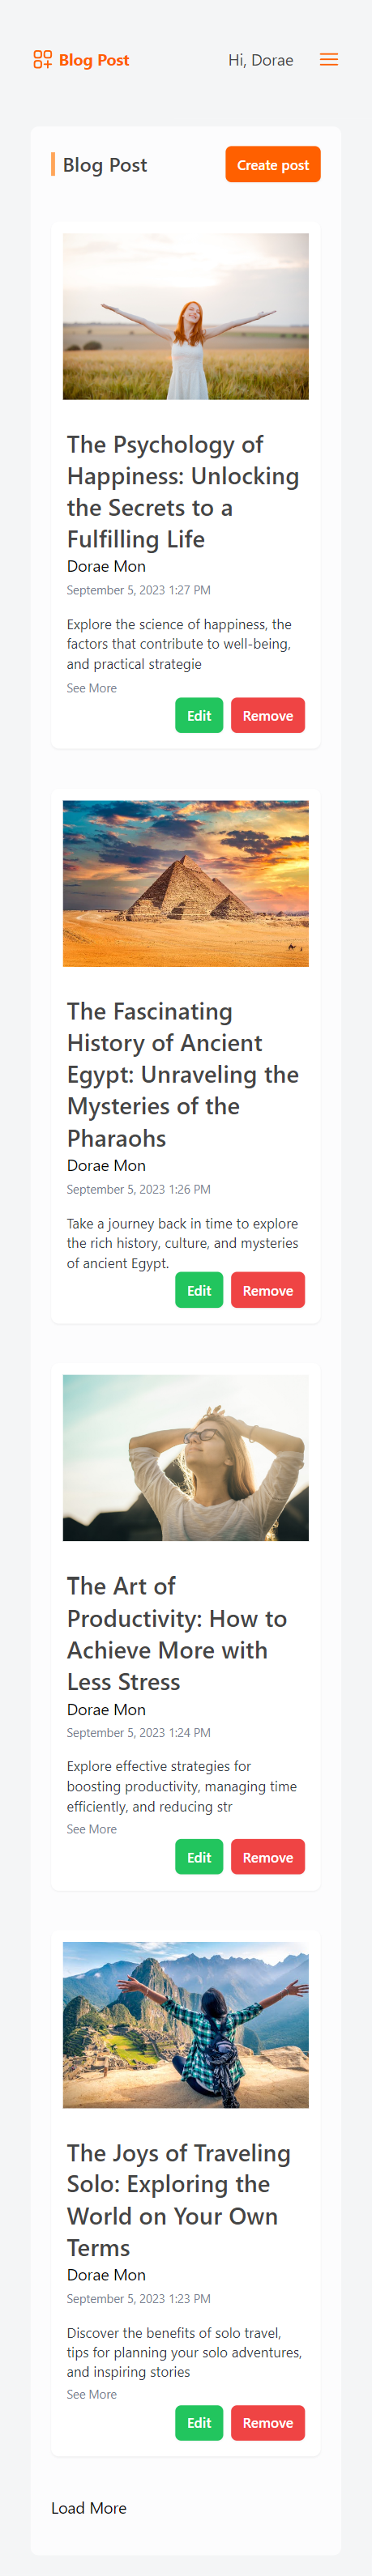 Blog Post
Hi, Dorae
Blog Post
Create post
The Psychology of
Happiness: Unlocking
the Secrets to a
Fulfilling Life
Dorae Mon
September 5, 2023 1:27 PM
Explore the science of happiness, the
factors that contribute to well-being,
and practical strategie
See More
Edit
Remove
The Fascinating
History of Ancient
Egypt: Unraveling the
Mysteries of the
Pharaohs
Dorae Mon
September 5, 2023 1:26 PM
Take a journey back in time to explore
the rich history, culture, and mysteries
of ancient Egypt.
Edit
Remove
The Art of
Productivity: How to
Achieve More with
Less Stress
Dorae Mon
September 5, 2023 1:24 PM
Explore effective strategies for
boosting productivity, managing time
efficiently, and reducing str
See More
Edit
Remove
The Joys of Traveling
Solo: Exploring the
World on Your Own
Terms
Dorae Mon
September 5, 2023 1:23 PM
Discover the benefits of solo travel,
tips for planning your solo adventures,
and inspiring stories
See More
Edit
Remove
Load More